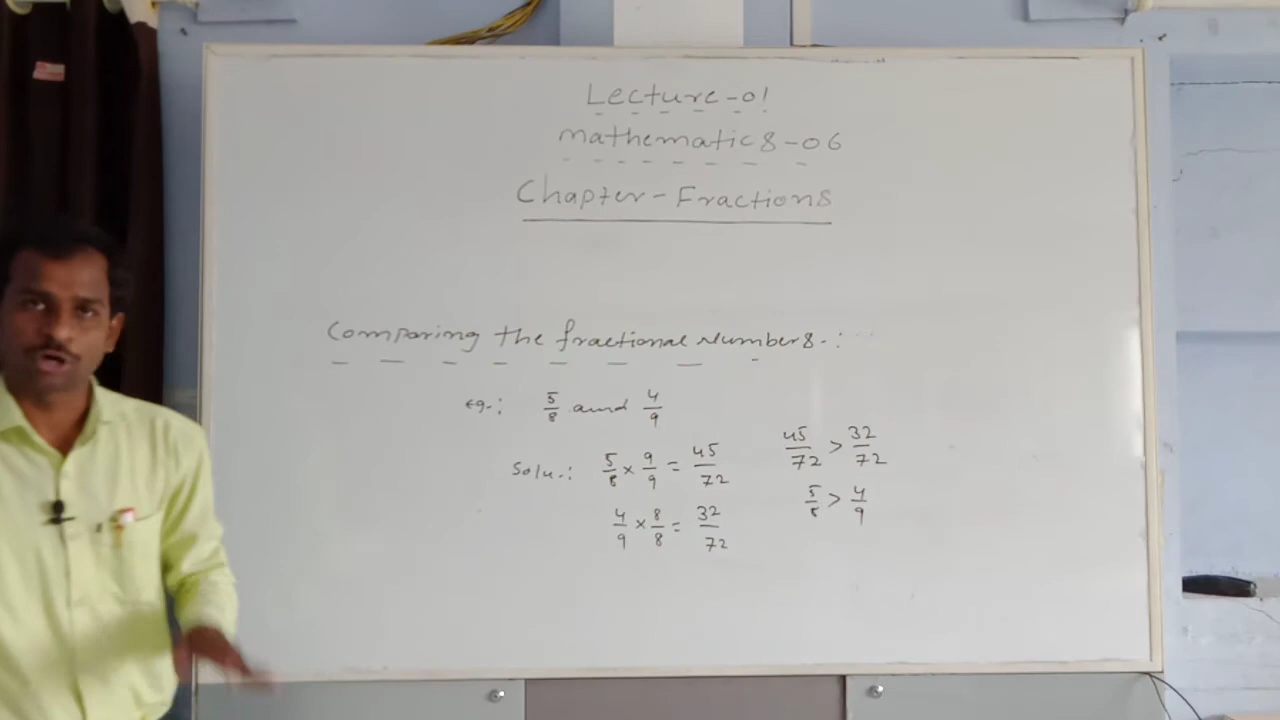 Lecture-01
mathematics-06
Chapter-Fractions
Comparing the fractional Numbers.:
eg.: 5/8 and 4/9
Solu.: 5/8 × 9/9 = 45/72
4/9 × 8/8 = 32/72
45/72 > 32/72
5/8 > 4/9